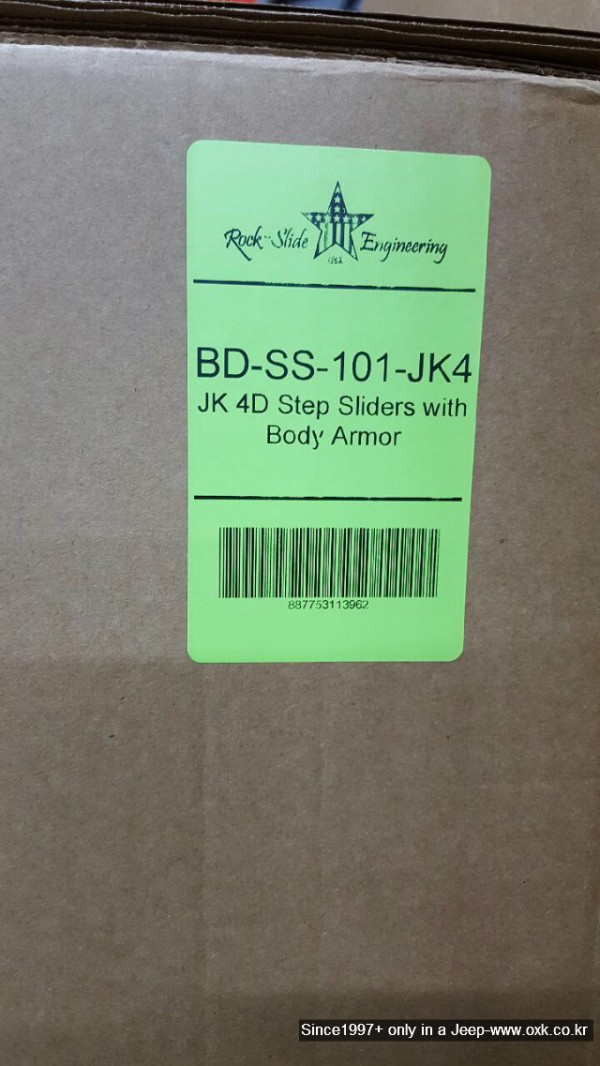 Rock~Slide Engineering
USA
BD-SS-101-JK4
JK 4D Step Sliders with
Body Armor
887753113962
Since1997+ only in a Jeep-www.oxk.co.kr